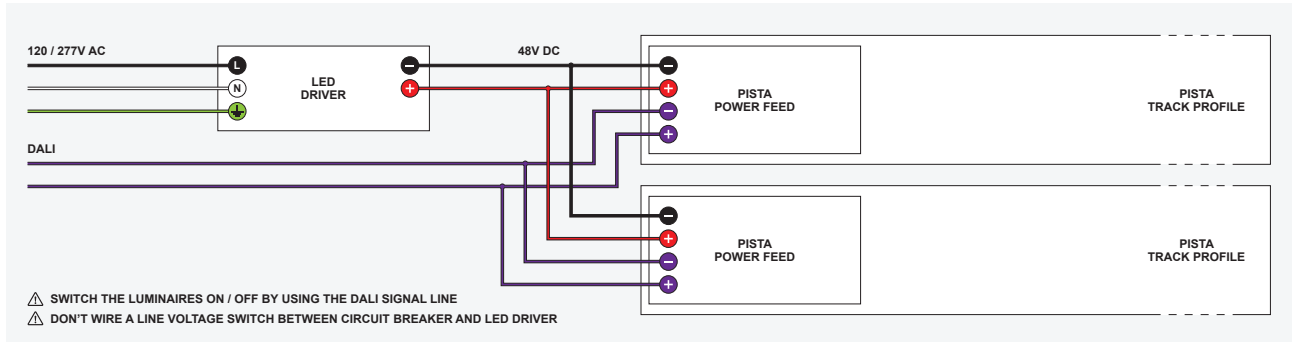 120 / 277V AC
48V DC
L
N
LED
DRIVER
−
+
−
+
−
+
PISTA
POWER FEED
PISTA
TRACK PROFILE
DALI
−
+
−
+
PISTA
POWER FEED
PISTA
TRACK PROFILE
SWITCH THE LUMINAIRES ON / OFF BY USING THE DALI SIGNAL LINE
DON'T WIRE A LINE VOLTAGE SWITCH BETWEEN CIRCUIT BREAKER AND LED DRIVER